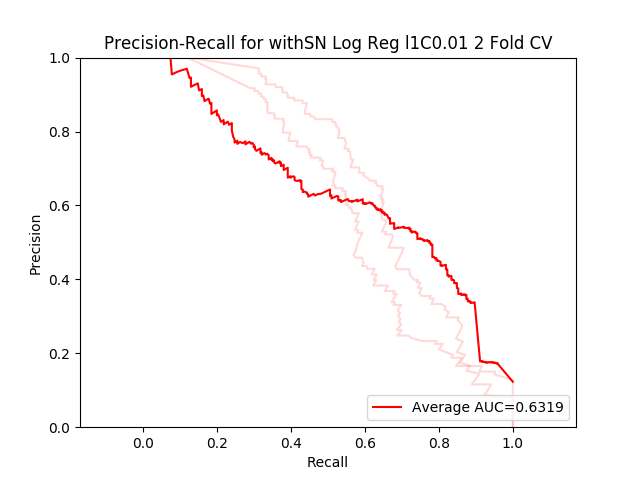 Precision-Recall for withSN Log Reg l1C0.01 2 Fold CV
1.0
0.8
0.6
0.4
0.2
0.0
Precision
0.0 0.2 0.4 0.6 0.8 1.0
Recall
Average AUC=0.6319